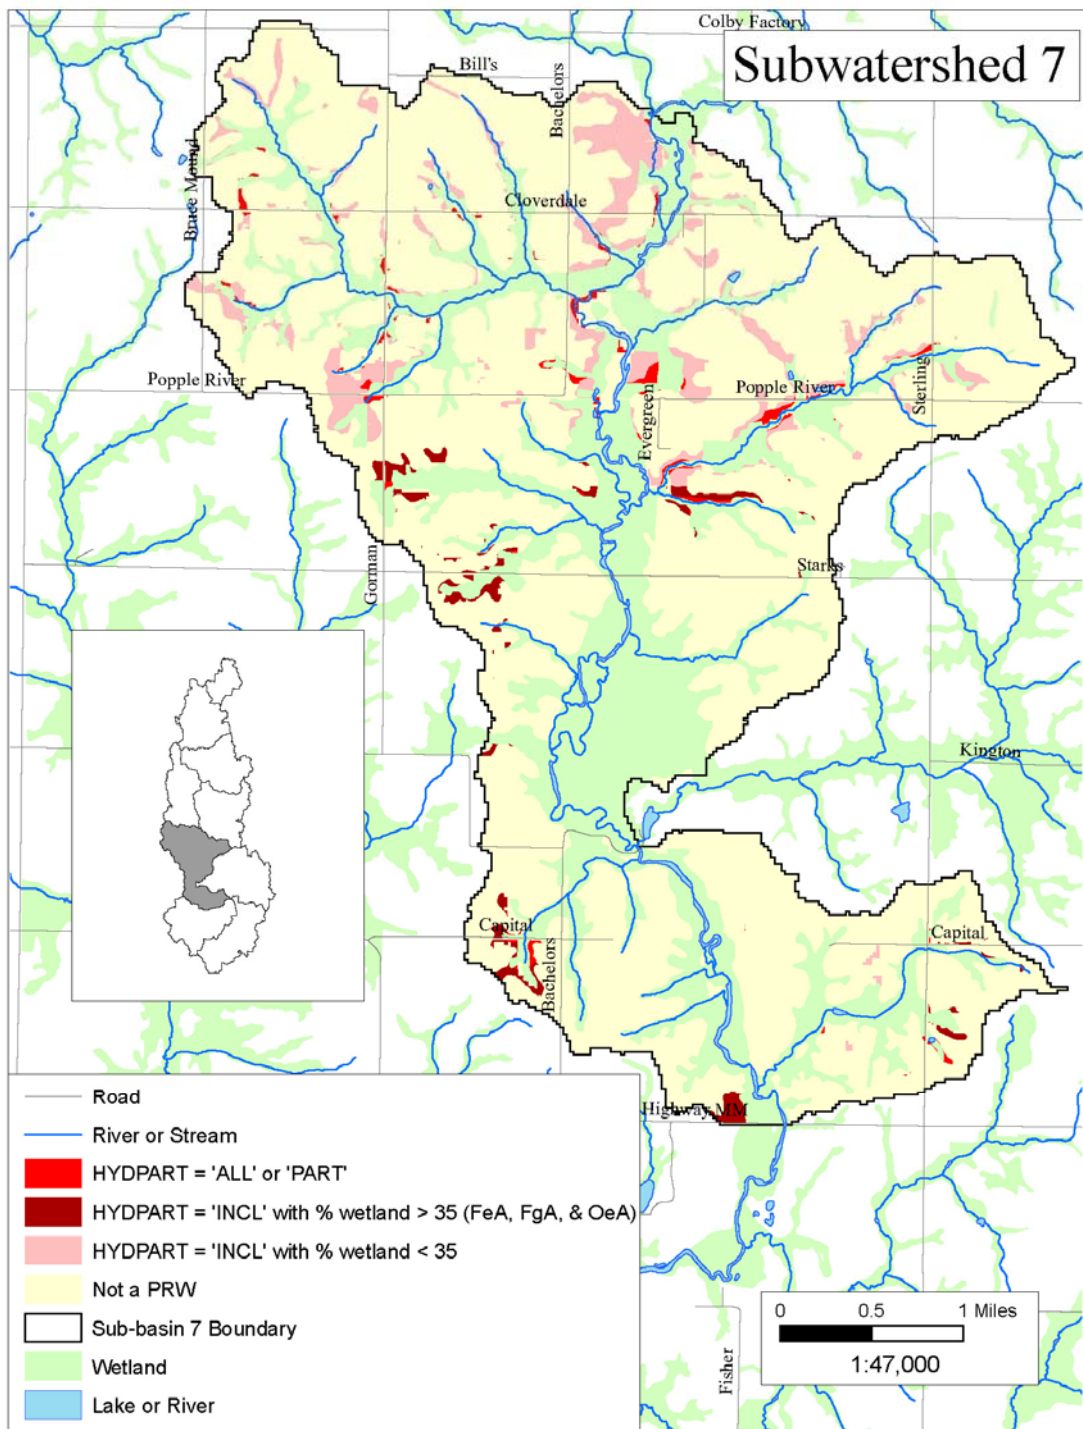 Colby Factory
Subwatershed 7
Bill's
Bachelors
Bruce Mound
Cloverdale
Popple River
Popple River
Sterling
Evergreen
Gorman
Starks
Kington
Capital
Capital
Bachelors
Highway MM
Fisher
Road
River or Stream
HYDPART = 'ALL' or 'PART'
HYDPART = 'INCL' with % wetland > 35 (FeA, FgA, & OeA)
HYDPART = 'INCL' with % wetland < 35
Not a PRW
Sub-basin 7 Boundary
Wetland
Lake or River
0 0.5 1 Miles
1:47,000